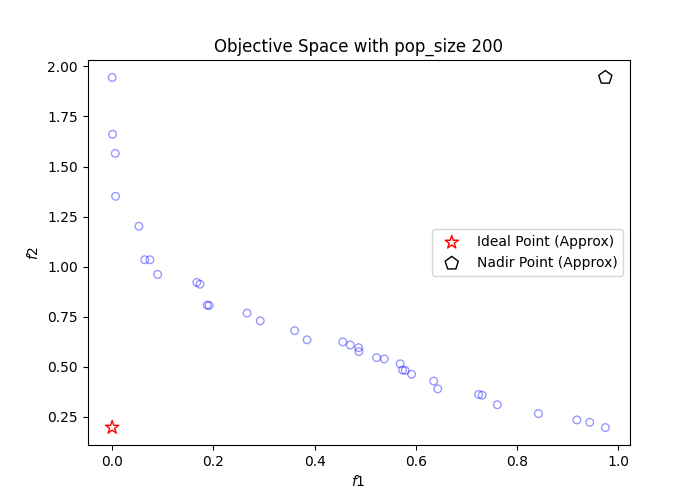 Objective Space with pop_size 200
f2
2.00
1.75
1.50
1.25
1.00
0.75
0.50
0.25
Ideal Point (Approx)
Nadir Point (Approx)
0.0 0.2 0.4 0.6 0.8 1.0
f1